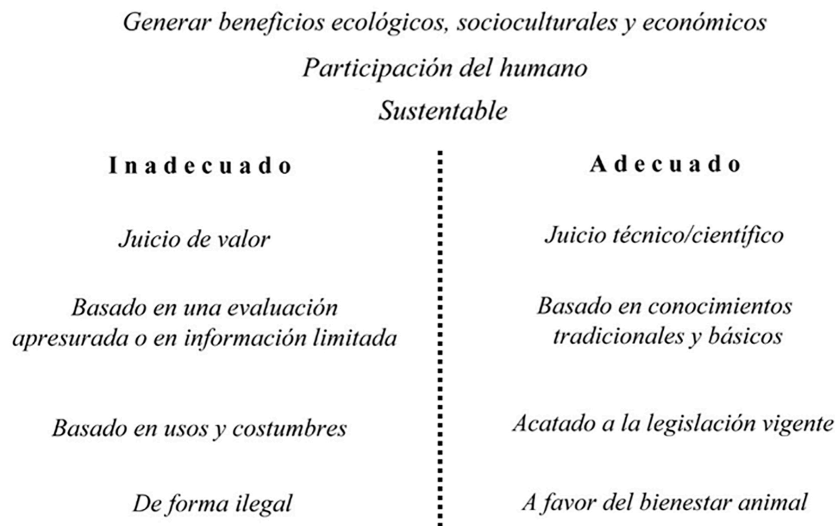 Generar beneficios ecológicos, socioculturales y económicos
Participación del humano
Sustentable
Inadecuado
Adecuado
Juicio de valor
Juicio técnico/científico
Basado en una evaluación
apresurada o en información limitada
Basado en conocimientos
tradicionales y básicos
Basado en usos y costumbres
Acatado a la legislación vigente
De forma ilegal
A favor del bienestar animal